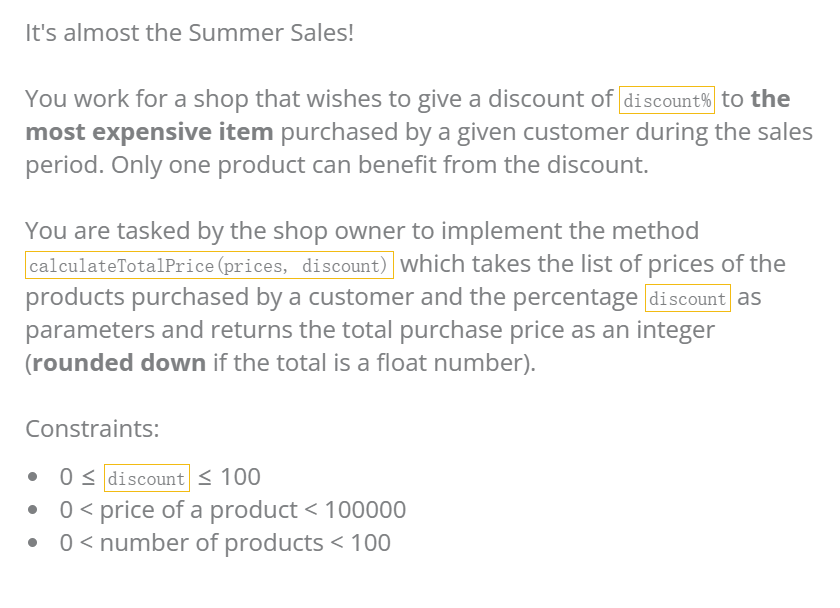 It's almost the Summer Sales!
You work for a shop that wishes to give a discount of discount% to the
most expensive item purchased by a given customer during the sales
period. Only one product can benefit from the discount.
You are tasked by the shop owner to implement the method
calculateTotalPrice(prices, discount) which takes the list of prices of the
products purchased by a customer and the percentage discount as
parameters and returns the total purchase price as an integer
(rounded down if the total is a float number).
Constraints:
• 0 ≤ discount ≤ 100
• 0 < price of a product < 100000
• 0 < number of products < 100